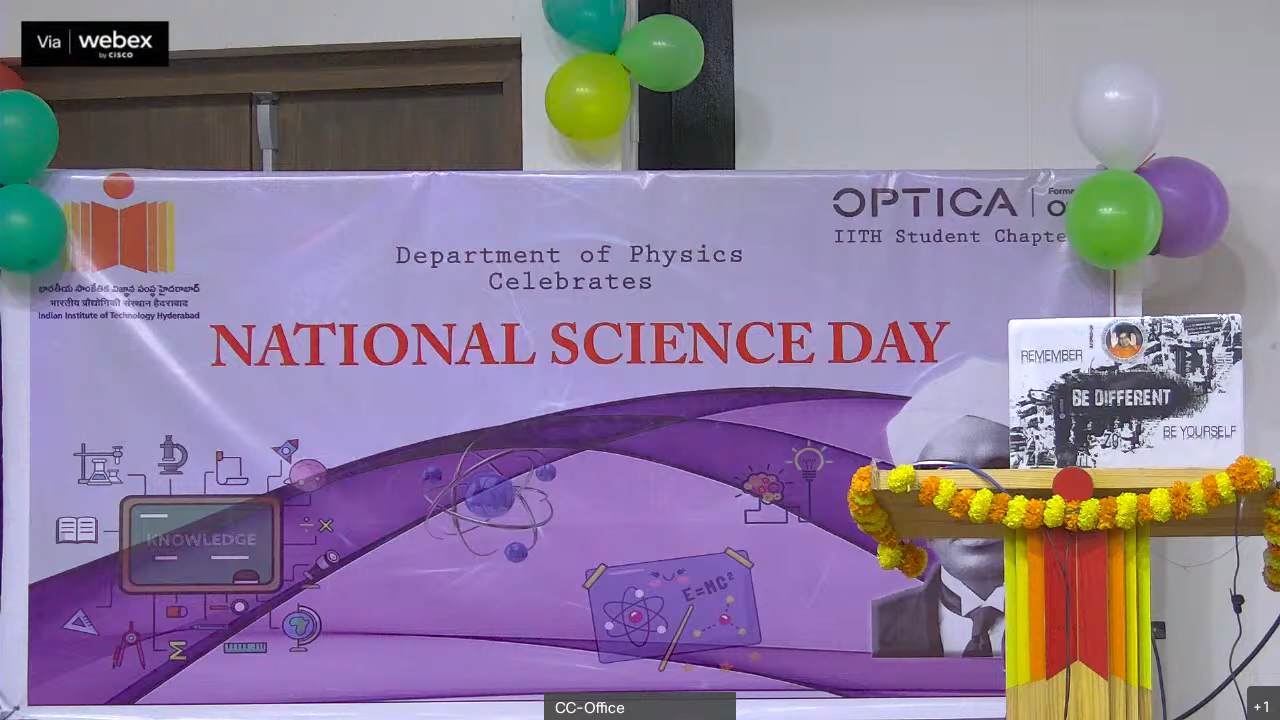 Via webex
by CISCO
OPTICA
IITH Student Chapte
Department of Physics
Celebrates
భారతీయ సాంకేతిక విజ్ఞాన సంస్థ హైదరాబాద్
भारतीय प्रौद्योगिकी संस्थान हैदराबाद
Indian Institute of Technology Hyderabad
NATIONAL SCIENCE DAY
REMEMBER
BE DIFFERENT
BE YOURSELF
KNOWLEDGE
E=MC²
CC-Office
+1